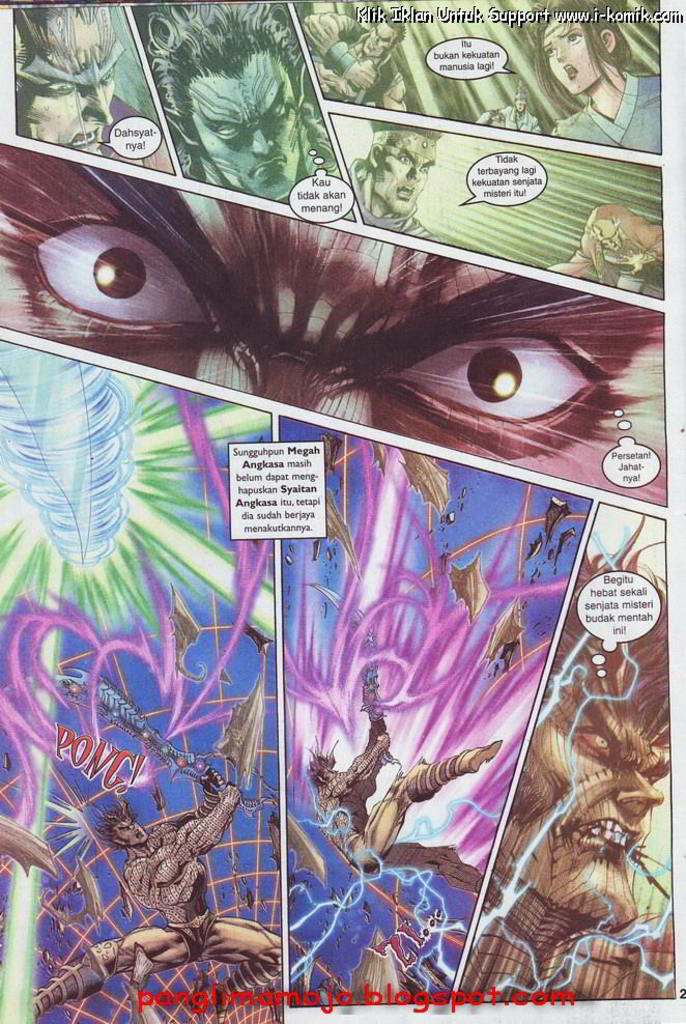 Klik Iklan Untuk Support www.i-komik.com
Dahsyat-
nya!
Kau
tidak akan
menang!
Itu
bukan kekuatan
manusia lagi!
Tidak
terbayang lagi
kekuatan senjata
misteri itu!
Persetan!
Jahat-
nya!
Sungguhpun Megah
Angkasa masih
belum dapat meng-
hapuskan Syaitan
Angkasa itu, tetapi
dia sudah berjaya
menakutkannya.
PONG!
Begitu
hebat sekali
senjata misteri
budak mentah
ini!
2
panglimamaja.blogspot.com